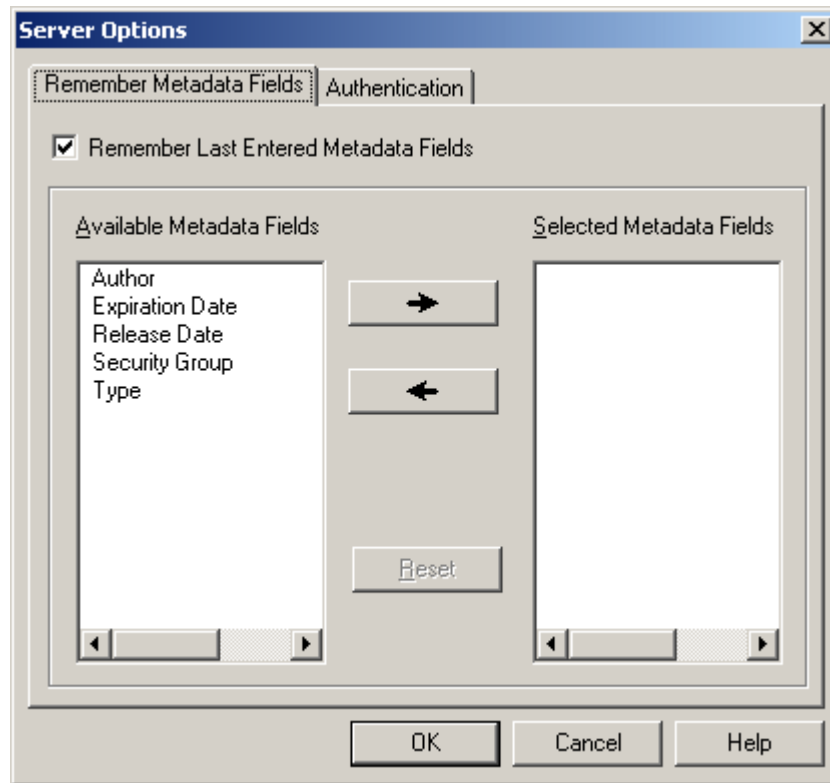 Server Options
Remember Metadata Fields
Authentication
Remember Last Entered Metadata Fields
Available Metadata Fields
Author
Expiration Date
Release Date
Security Group
Type
Selected Metadata Fields
Reset
OK
Cancel
Help